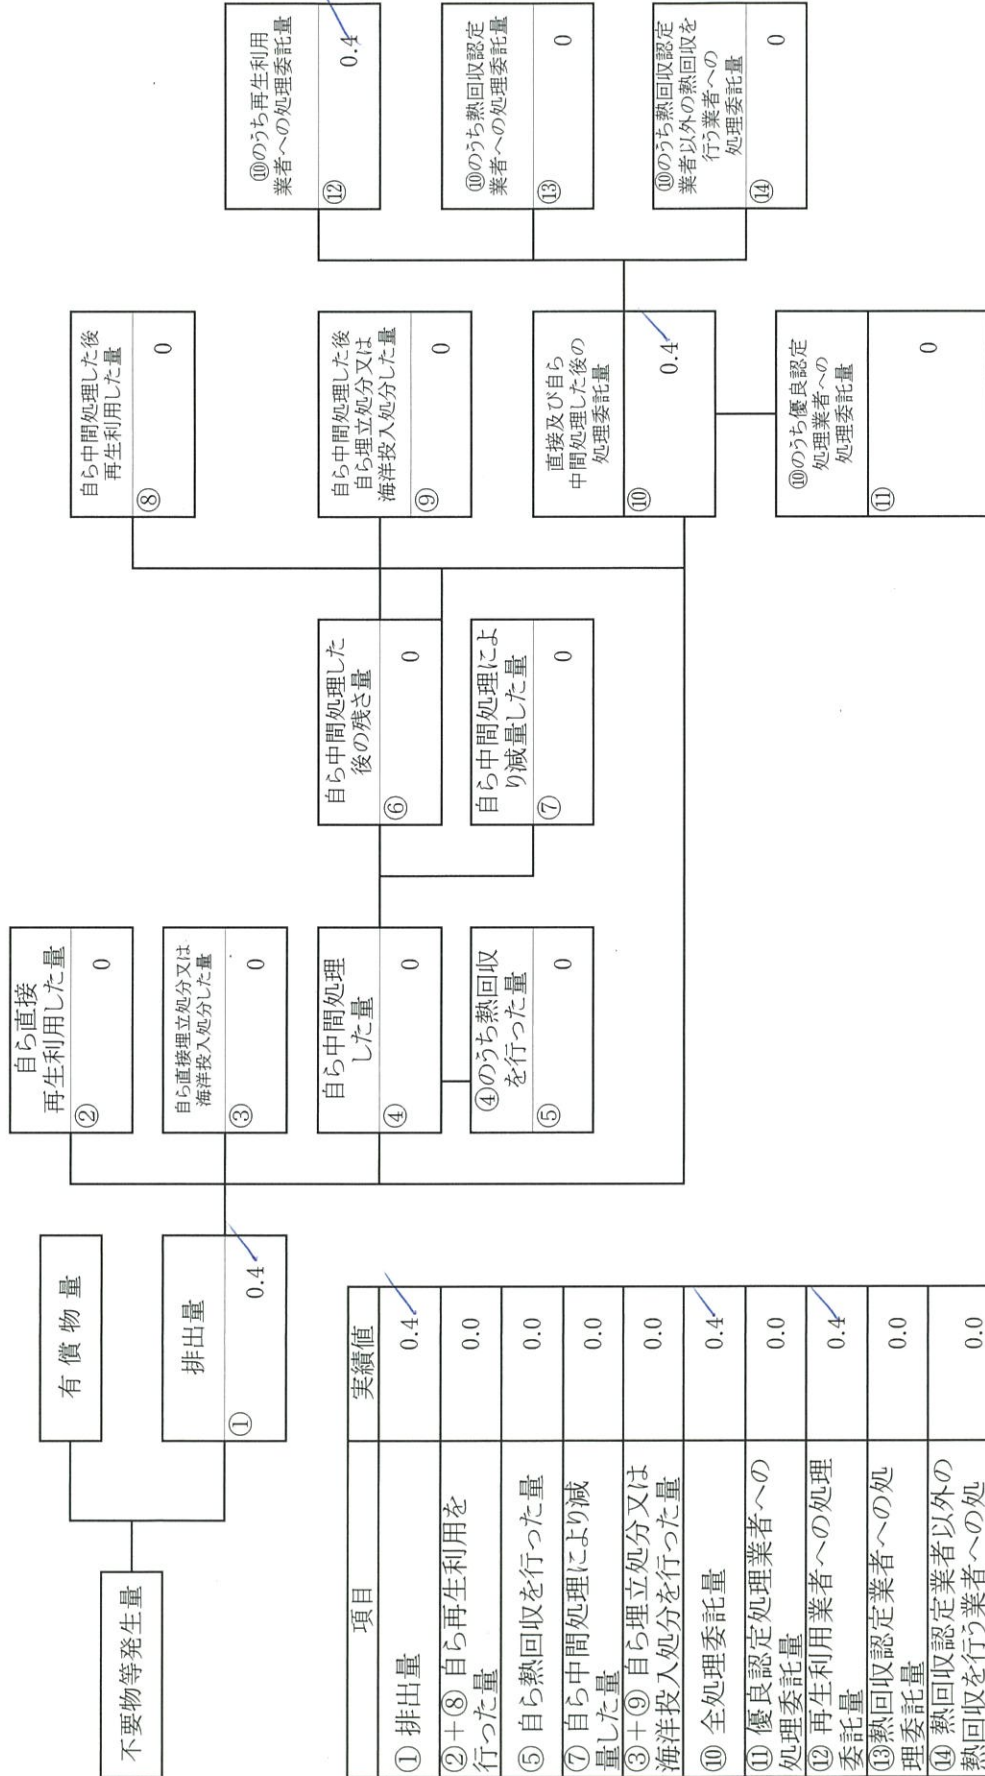 不要物等発生量
有償物量
排出量
①
0.4
自ら直接
再生利用した量
②
0
自ら直接埋立処分又は
海洋投入処分した量
③
0
自ら中間処理
した量
④
0
④のうち熱回収
を行った量
⑤
0
自ら中間処理した
後の残さ量
⑥
0
自ら中間処理によ
り減量した量
⑦
0
自ら中間処理した後
再生利用した量
⑧
0
自ら中間処理した後
自ら埋立処分又は
海洋投入処分した量
⑨
0
直接及び自ら
中間処理した後の
処理委託量
⑩
0.4
⑩のうち優良認定
処理業者への
処理委託量
⑪
0
⑩のうち再生利用
業者への処理委託量
⑫
0.4
⑩のうち熱回収認定
業者への処理委託量
⑬
0
⑩のうち熱回収認定
業者以外の熱回収を
行う業者への
処理委託量
⑭
0
項目 実績値
① 排出量 0.4
②+⑧ 自ら再生利用を
行った量 0.0
⑤ 自ら熱回収を行った量 0.0
⑦ 自ら中間処理により減
量した量 0.0
③+⑨ 自ら埋立処分又は
海洋投入処分を行った量 0.0
⑩ 全処理委託量 0.4
⑪ 優良認定処理業者への
処理委託量 0.0
⑫ 再生利用業者への処理
委託量 0.4
⑬熱回収認定業者への処
理委託量 0.0
⑭ 熱回収認定業者以外の
熱回収を行う業者への処 0.0